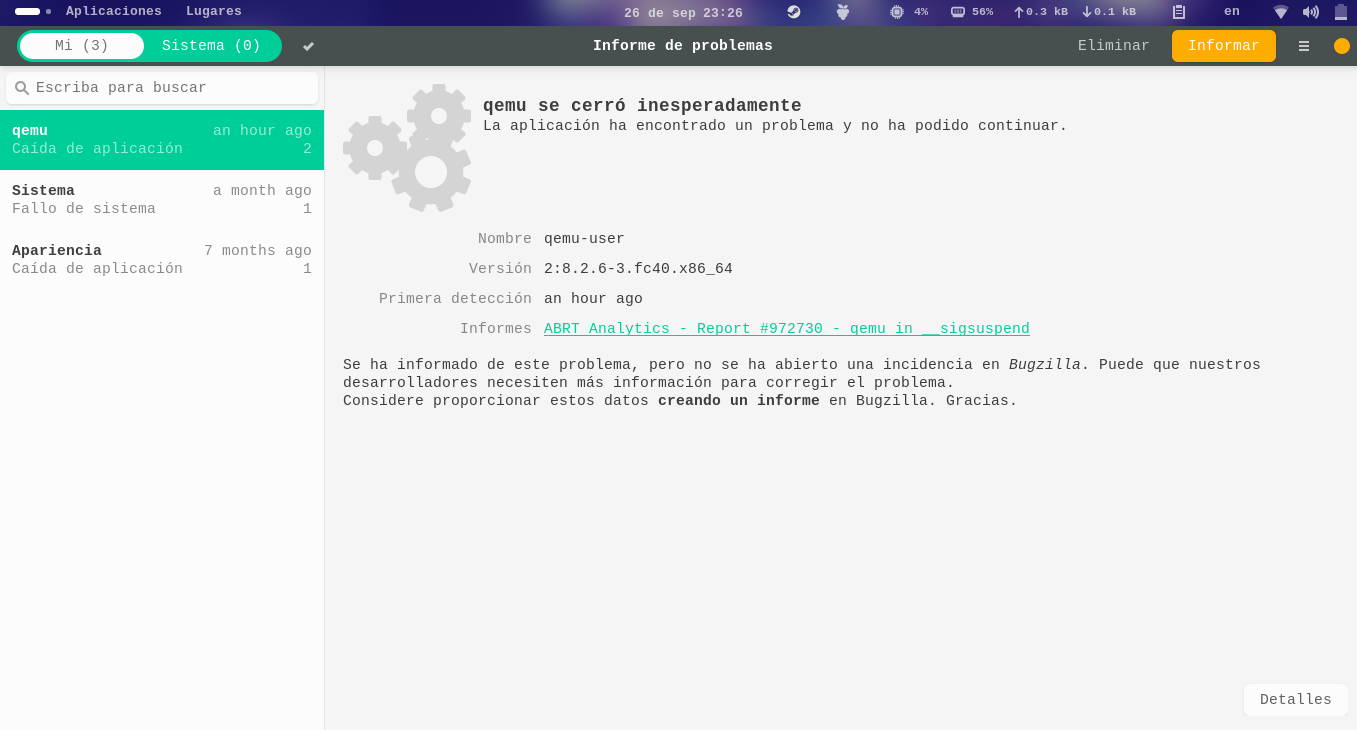 Aplicaciones Lugares 26 de sep 23:26 4% 56% 0.3 kB 0.1 kB en
Mi (3) Sistema (0) Informe de problemas Eliminar Informar
Escriba para buscar
qemu an hour ago
Caída de aplicación 2
Sistema a month ago
Fallo de sistema 1
Apariencia 7 months ago
Caída de aplicación 1
qemu se cerró inesperadamente
La aplicación ha encontrado un problema y no ha podido continuar.
Nombre qemu-user
Versión 2:8.2.6-3.fc40.x86_64
Primera detección an hour ago
Informes ABRT Analytics - Report #972730 - qemu in __sigsuspend
Se ha informado de este problema, pero no se ha abierto una incidencia en Bugzilla. Puede que nuestros
desarrolladores necesiten más información para corregir el problema.
Considere proporcionar estos datos creando un informe en Bugzilla. Gracias.
Detalles